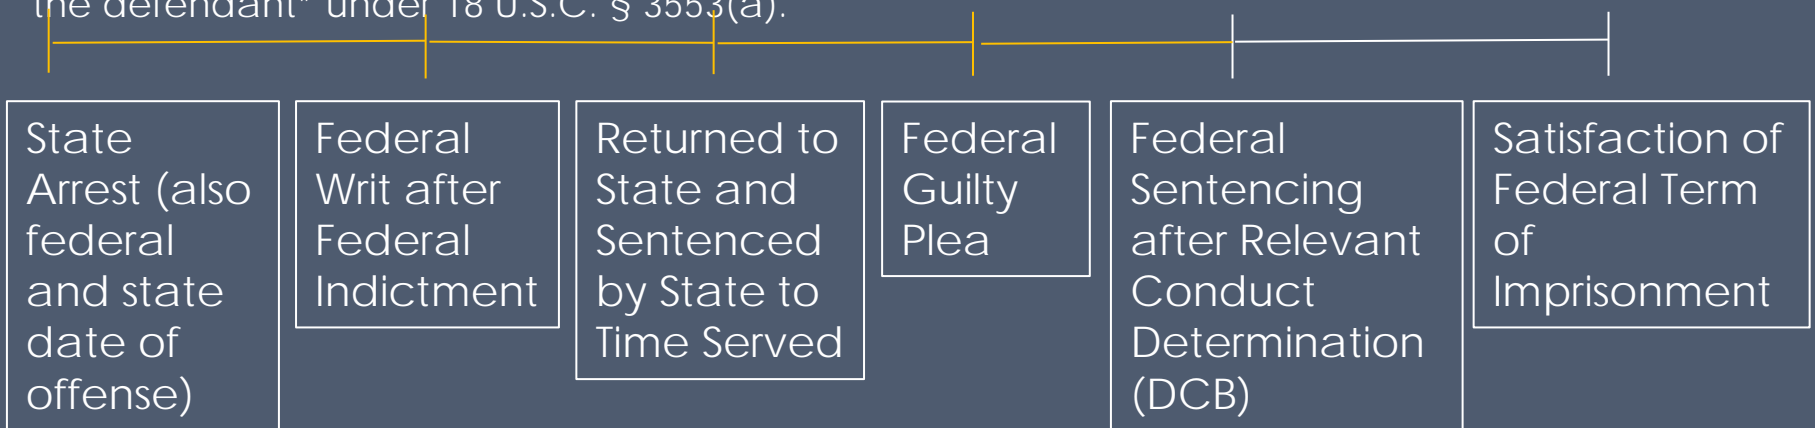 the defendant" under 18 U.S.C. § 3553(a).
State
Arrest (also
federal
and state
date of
offense)
Federal
Writ after
Federal
Indictment
Returned to
State and
Sentenced
by State to
Time Served
Federal
Guilty
Plea
Federal
Sentencing
after Relevant
Conduct
Determination
(DCB)
Satisfaction of
Federal Term
of
Imprisonment